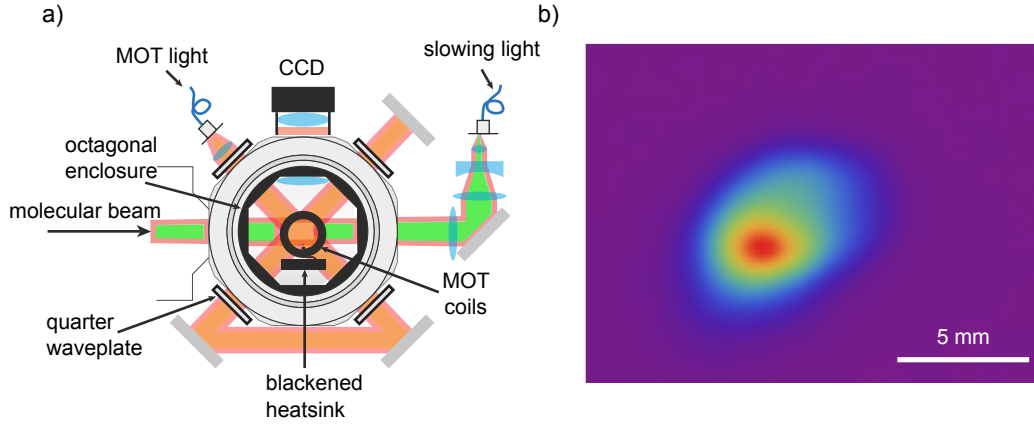 a)
MOT light
CCD
slowing light
octagonal
enclosure
molecular beam
quarter
waveplate
MOT
coils
blackened
heatsink
b)
5 mm